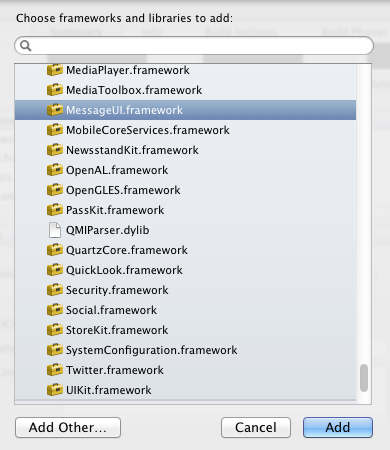 Choose frameworks and libraries to add:
MediaPlayer.framework
MediaToolbox.framework
MessageUI.framework
MobileCoreServices.framework
NewsstandKit.framework
OpenAL.framework
OpenGLES.framework
PassKit.framework
QMIParser.dylib
QuartzCore.framework
QuickLook.framework
Security.framework
Social.framework
StoreKit.framework
SystemConfiguration.framework
Twitter.framework
UIKit.framework
Add Other... Cancel Add